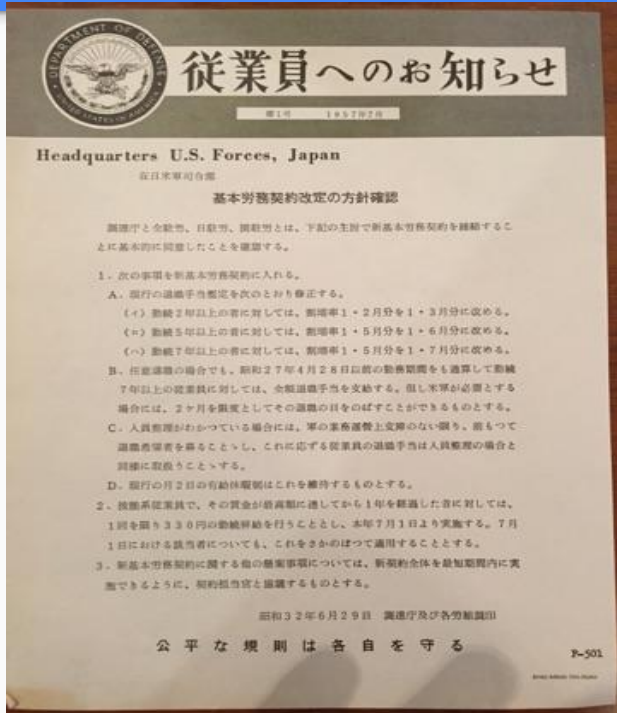 DEPARTMENT OF DEFENSE
UNITED STATES OF AMERICA
従業員へのお知らせ
第1号 1957年7月
Headquarters U.S. Forces, Japan
在日米軍司令部
基本労務契約改定の方針確認
調達庁と全駐労、日駐労、関駐労とは、下記の主旨で新基本労務契約を締結するこ
とに基本的に同意したことを確認する。
1. 次の事項を新基本労務契約に入れる。
A. 現行の退職手当規定を次のとおり修正する。
(イ) 勤続2年以上の者に対しては、割増率1・2月分を1・3月分に改める。
(ロ) 勤続5年以上の者に対しては、割増率1・5月分を1・6月分に改める。
(ハ) 勤続7年以上の者に対しては、割増率1・5月分を1・7月分に改める。
B. 任意退職の場合でも、昭和27年4月28日以前の勤務期間をも通算して勤続
7年以上の従業員に対しては、全額退職手当を支給する。但し米軍が必要とする
場合には、2ヶ月を限度としてその退職の日をのばすことができるものとする。
C. 人員整理がわかつている場合には、軍の業務運営上支障のない限り、前もつて
退職希望者を募ることゝし、これに応ずる従業員の退職手当は人員整理の場合と
同様に取扱うことゝする。
D. 現行の月2日の有給休暇制はこれを維持するものとする。
2. 技能系従業員で、その賃金が最高額に達してから1年を経過した者に対しては、
1回を限り330円の勤続昇給を行うこととし、本年7月1日より実施する。7月
1日における該当者についても、これをさかのぼつて適用することとする。
3. 新基本労務契約に関する他の懸案事項については、新契約全体を最短期間内に実
施できるように、契約担当官と協議するものとする。
昭和32年6月29日 調達庁及び各労組調印
公平な規則は各自を守る
P-501